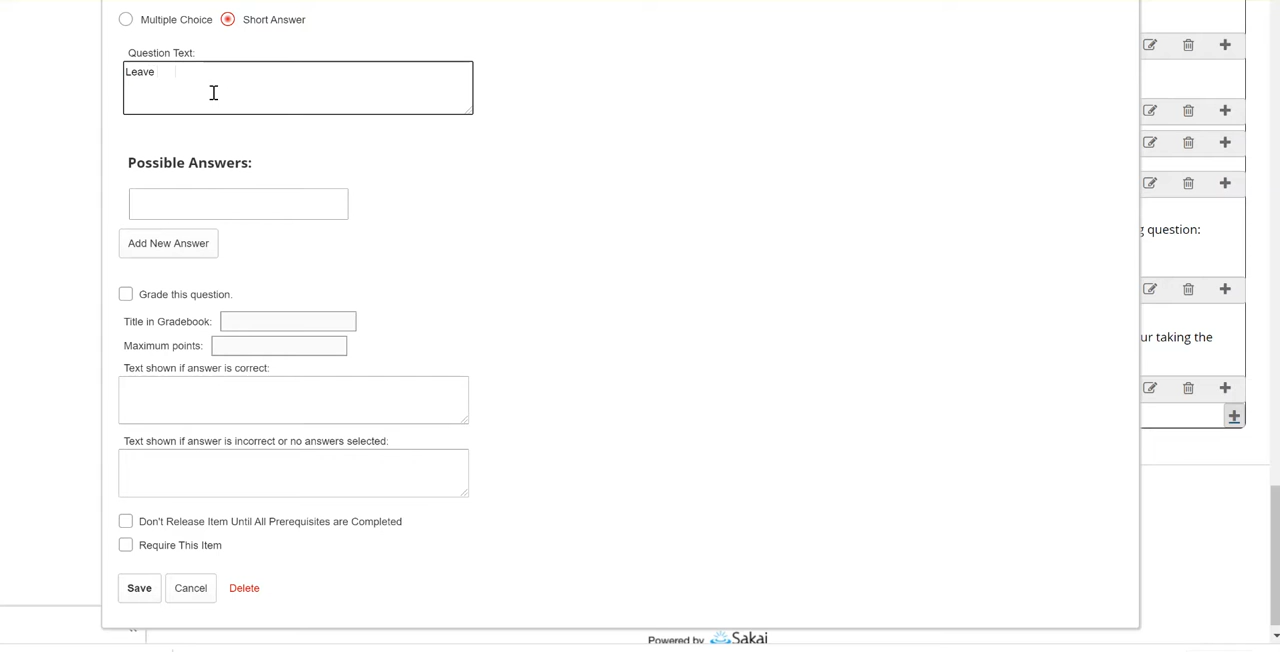 Multiple Choice Short Answer
Question Text:
Leave
Possible Answers:
question:
Add New Answer
Grade this question.
Title in Gradebook:
ur taking the
Maximum points:
Text shown if answer is correct:
Text shown if answer is incorrect or no answers selected:
Don't Release Item Until All Prerequisites are Completed
Require This Item
Save Cancel Delete
Powered by Sakai